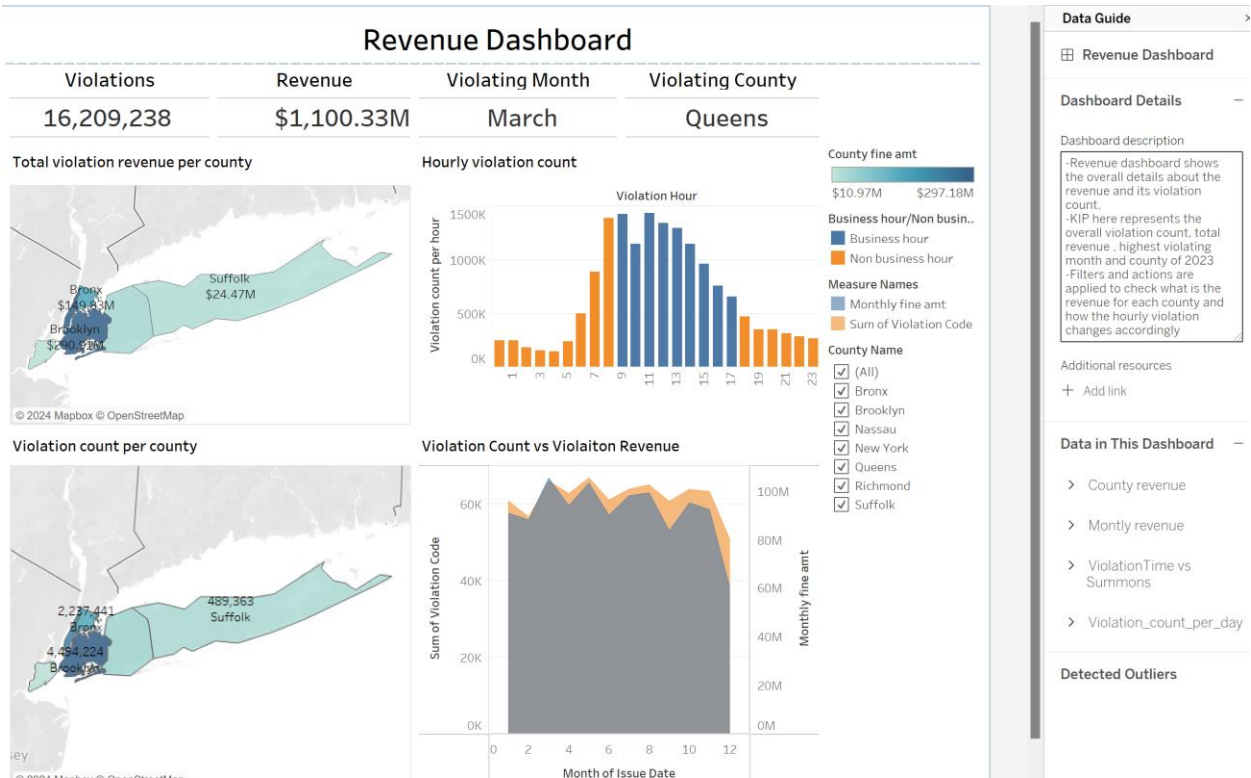 Revenue Dashboard
Violations
Revenue
Violating Month
Violating County
16,209,238
$1,100.33M
March
Queens
Total violation revenue per county
Suffolk
$24.47M
Bronx
$149.83M
Brooklyn
$290.91M
© 2024 Mapbox © OpenStreetMap
Hourly violation count
Violation Hour
Violation count per hour
1500K
1000K
500K
0K
1 3 5 7 9 11 13 15 17 19 21 23
County fine amt
$10.97M $297.18M
Business hour/Non busin..
Business hour
Non business hour
Measure Names
Monthly fine amt
Sum of Violation Code
County Name
(All)
Bronx
Brooklyn
Nassau
New York
Queens
Richmond
Suffolk
Violation count per county
489,363
Suffolk
2,237,441
Bronx
4,494,224
Brooklyn
sey
© 2024 Mapbox © OpenStreetMap
Violation Count vs Violaiton Revenue
Sum of Violation Code
60K
40K
20K
0K
100M
80M
60M
40M
20M
0M
Monthly fine amt
0 2 4 6 8 10 12
Month of Issue Date
Data Guide
Revenue Dashboard
Dashboard Details
Dashboard description
-Revenue dashboard shows
the overall details about the
revenue and its violation
count.
-KIP here represents the
overall violation count, total
revenue , highest violating
month and county of 2023
-Filters and actions are
applied to check what is the
revenue for each county and
how the hourly violation
changes accordingly
Additional resources
Add link
Data in This Dashboard
County revenue
Montly revenue
ViolationTime vs
Summons
Violation_count_per_day
Detected Outliers